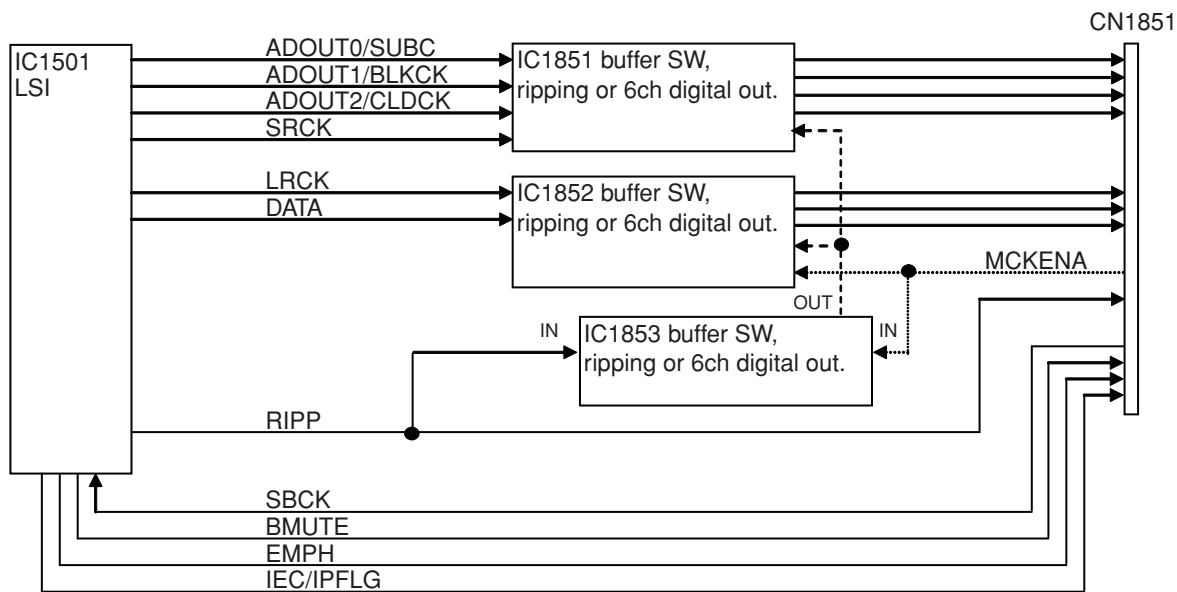 CN1851
IC1501
LSI
ADOUT0/SUBC
ADOUT1/BLKCK
ADOUT2/CLDCK
SRCK
IC1851 buffer SW,
ripping or 6ch digital out.
LRCK
DATA
IC1852 buffer SW,
ripping or 6ch digital out.
MCKENA
OUT
IN
IC1853 buffer SW,
ripping or 6ch digital out.
IN
RIPP
SBCK
BMUTE
EMPH
IEC/IPFLG